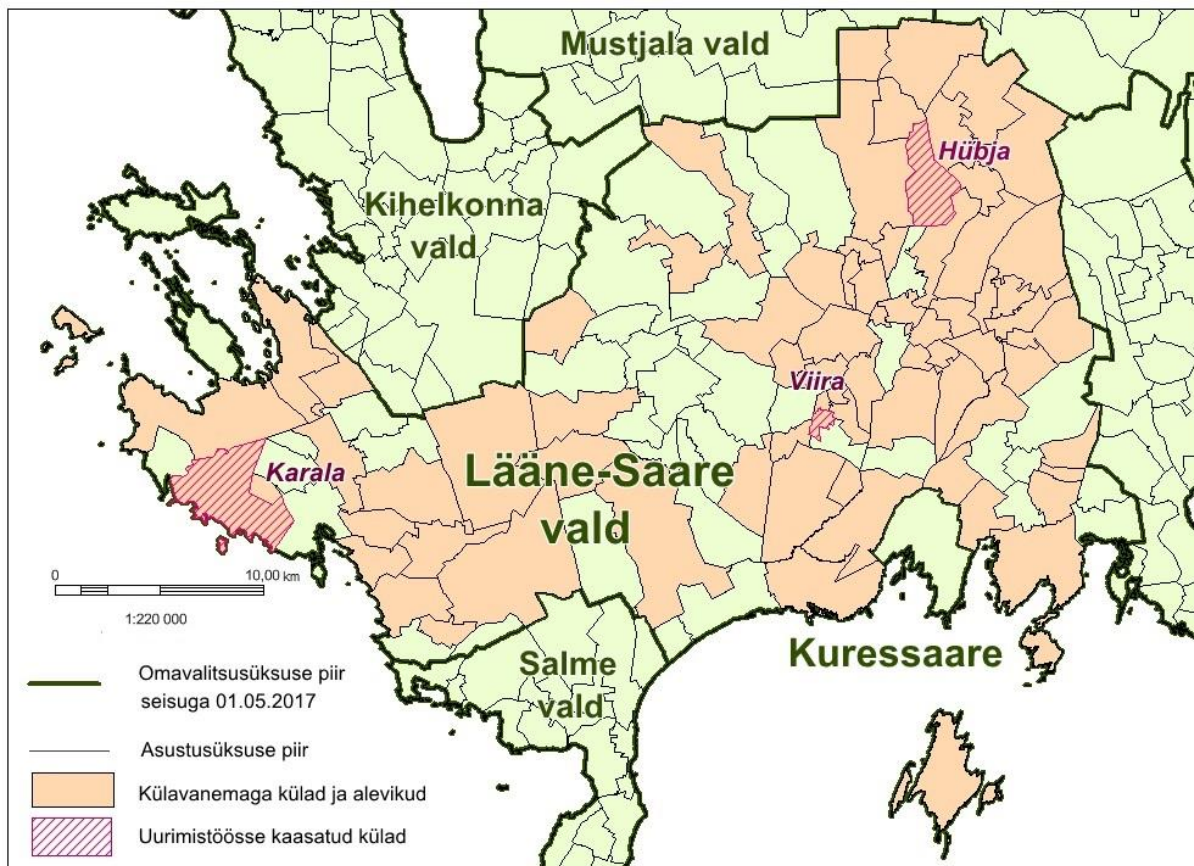 Mustjala vald
Hübja
Kihelkonna
vald
Viira
Karala
Lääne-Saare
vald
0 10,00 km
1:220 000
Kuressaare
Salme
vald
Omavalitsusüksuse piir
seisuga 01.05.2017
Asustusüksuse piir
Külavanemaga külad ja alevikud
Uurimistöösse kaasatud külad